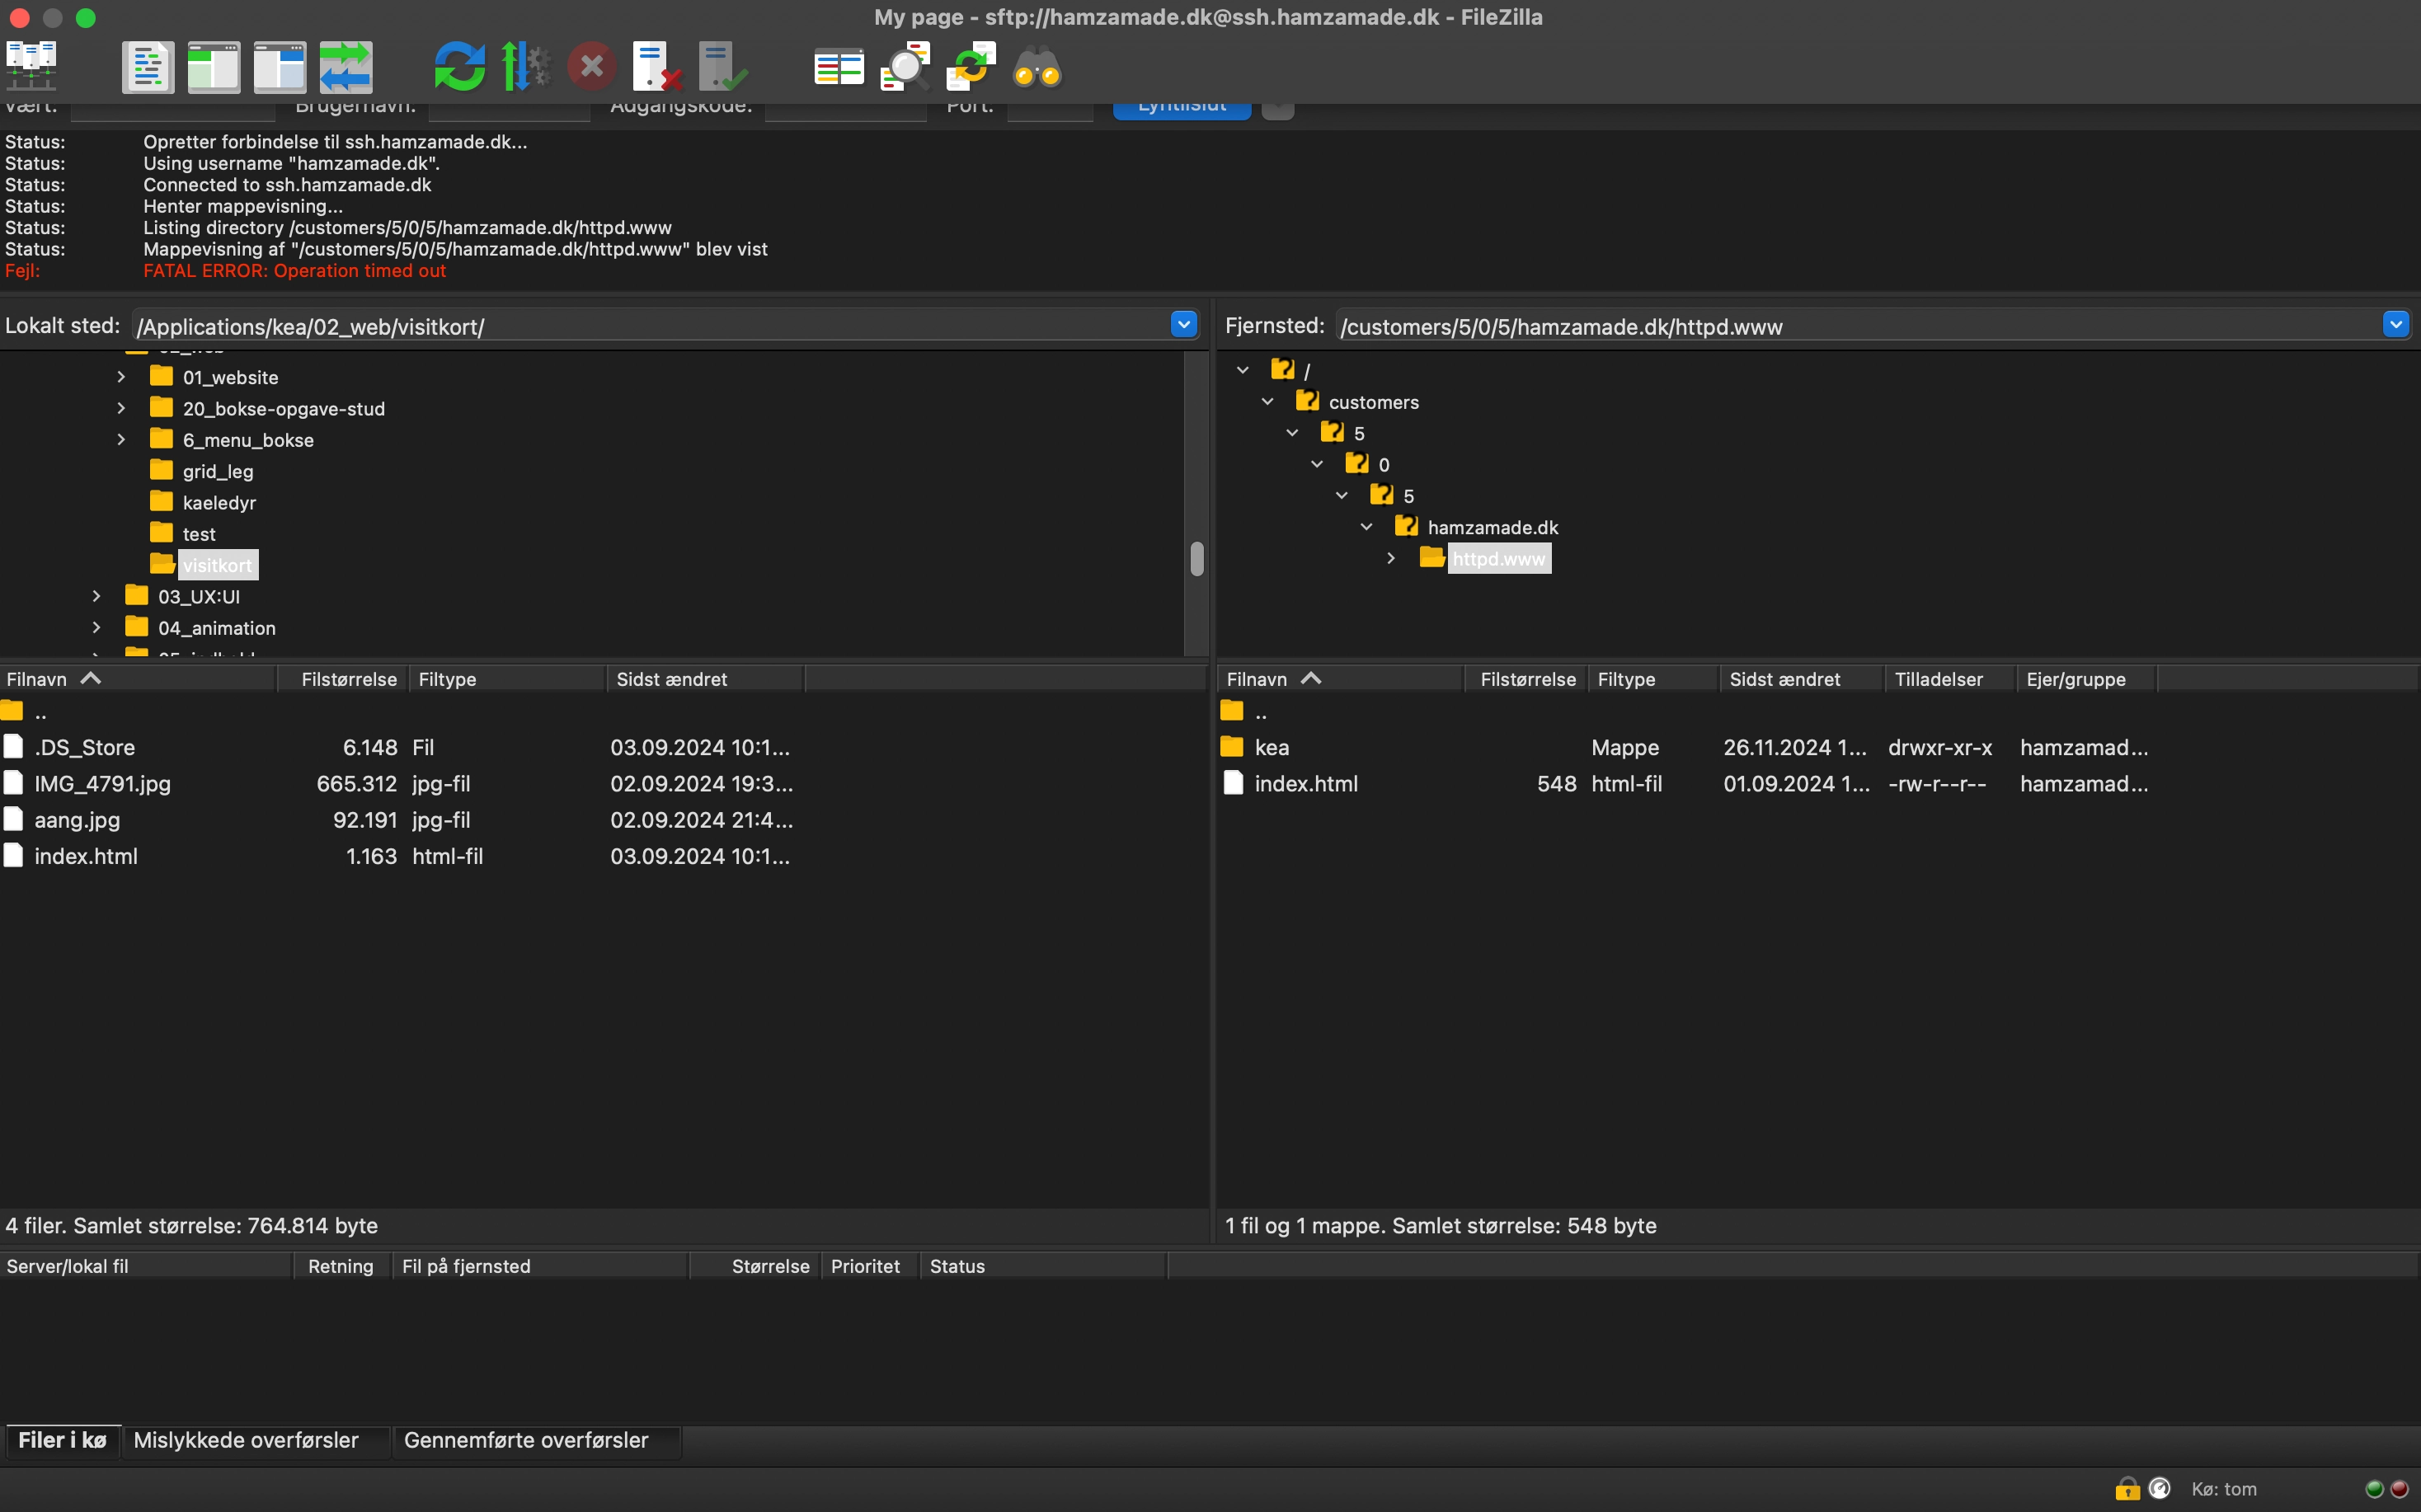 My page - sftp://hamzamade.dk@ssh.hamzamade.dk - FileZilla
Vært: Brugernavn: Adgangskode: Port: Lyntilslut
Status: Opretter forbindelse til ssh.hamzamade.dk...
Status: Using username "hamzamade.dk".
Status: Connected to ssh.hamzamade.dk
Status: Henter mappevisning...
Status: Listing directory /customers/5/0/5/hamzamade.dk/httpd.www
Status: Mappevisning af "/customers/5/0/5/hamzamade.dk/httpd.www" blev vist
Fejl: FATAL ERROR: Operation timed out
Lokalt sted: /Applications/kea/02_web/visitkort/
02_web
01_website
20_bokse-opgave-stud
6_menu_bokse
grid_leg
kaeledyr
test
visitkort
03_UX:UI
04_animation
Filnavn Filstørrelse Filtype Sidst ændret
..
.DS_Store 6.148 Fil 03.09.2024 10:1...
IMG_4791.jpg 665.312 jpg-fil 02.09.2024 19:3...
aang.jpg 92.191 jpg-fil 02.09.2024 21:4...
index.html 1.163 html-fil 03.09.2024 10:1...
4 filer. Samlet størrelse: 764.814 byte
Fjernsted: /customers/5/0/5/hamzamade.dk/httpd.www
/
customers
5
0
5
hamzamade.dk
httpd.www
Filnavn Filstørrelse Filtype Sidst ændret Tilladelser Ejer/gruppe
..
kea Mappe 26.11.2024 1... drwxr-xr-x hamzamad...
index.html 548 html-fil 01.09.2024 1... -rw-r--r-- hamzamad...
1 fil og 1 mappe. Samlet størrelse: 548 byte
Server/lokal fil Retning Fil på fjernsted Størrelse Prioritet Status
Filer i kø Mislykkede overførsler Gennemførte overførsler
Kø: tom